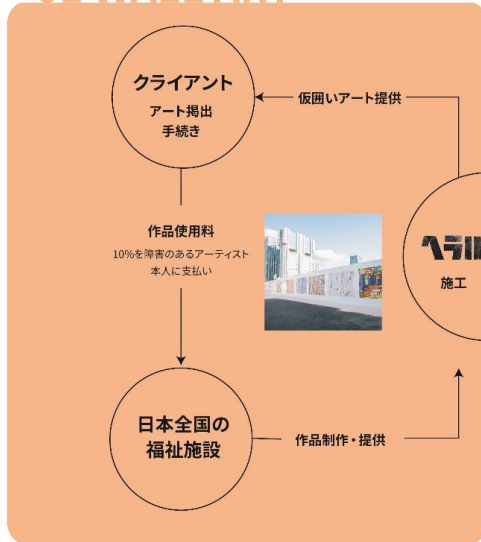 クライアント
アート掲出
手続き
仮囲いアート提供
作品使用料
10%を障害のあるアーティスト
本人に支払い
ヘラル
施工
日本全国の
福祉施設
作品制作・提供